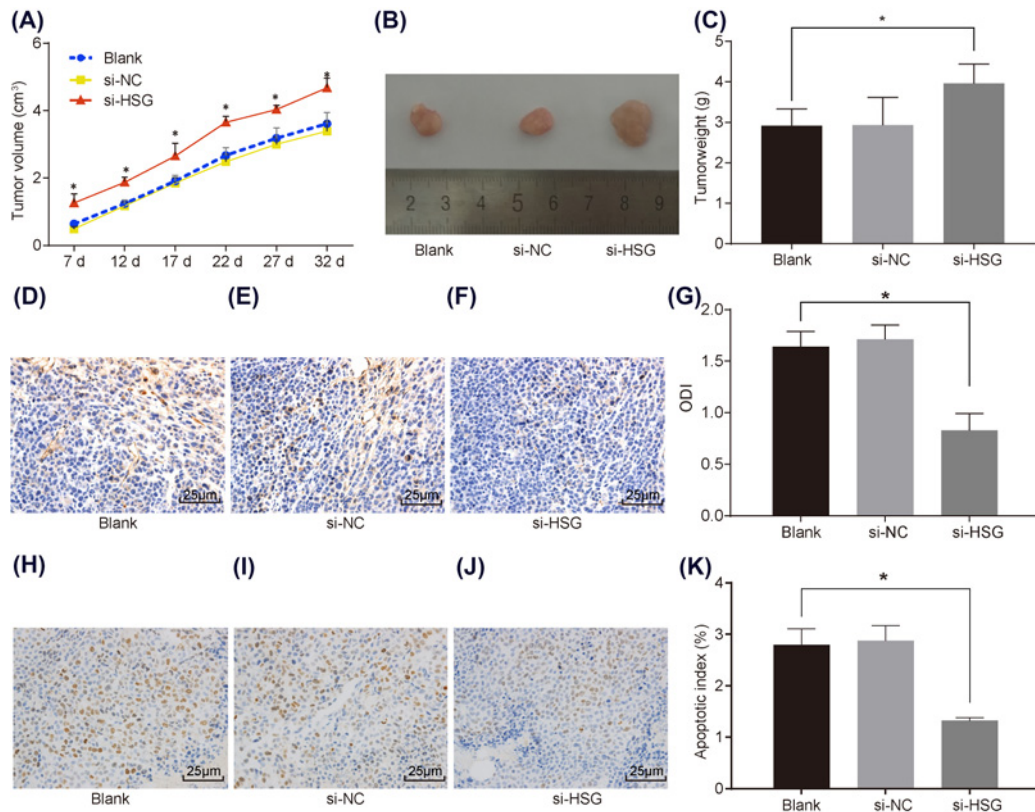 (A)
6
4
2
0
Tumor volume (cm³)
Blank
si-NC
si-HSG
* * * * * *
7 d 12 d 17 d 22 d 27 d 32 d
(B)
2 3 4 5 6 7 8 9
Blank si-NC si-HSG
(C)
*
5
4
3
2
1
0
Tumorweight (g)
Blank si-NC si-HSG
(D)
25μm
Blank
(E)
25μm
si-NC
(F)
25μm
si-HSG
(G)
*
2.0
1.5
1.0
0.5
0.0
ODI
Blank si-NC si-HSG
(H)
25μm
Blank
(I)
25μm
si-NC
(J)
25μm
si-HSG
(K)
*
4
3
2
1
0
Apoptotic index (%)
Blank si-NC si-HSG